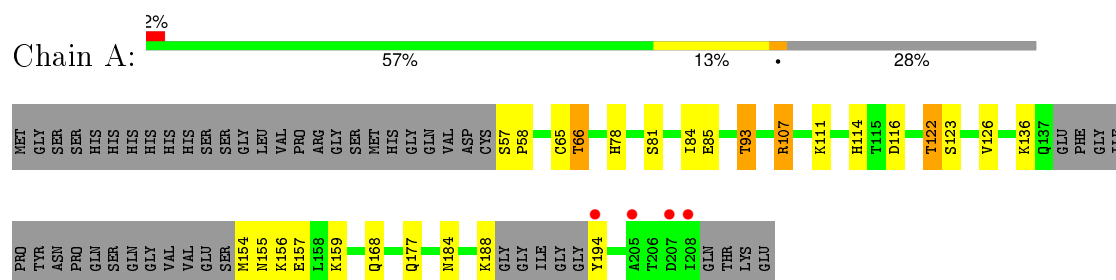 2%
Chain A:
57% 13% • 28%
MET GLY SER SER HIS HIS HIS HIS HIS HIS SER SER GLY LEU VAL PRO ARG GLY SER MET HIS GLY GLN VAL ASP CYS S57 P58 C65 T66 H78 S81 I84 E85 T93 R107 K111 H114 T115 D116 T122 S123 V126 K136 Q137 GLU PHE GLY
PRO TYR ASN PRO GLN SER GLN GLY VAL VAL GLU SER M154 N155 K156 E157 L158 K159 Q168 Q177 N184 K188 GLY GLY ILE GLY GLY Y194 A205 T206 D207 I208 GLN THR LYS GLU